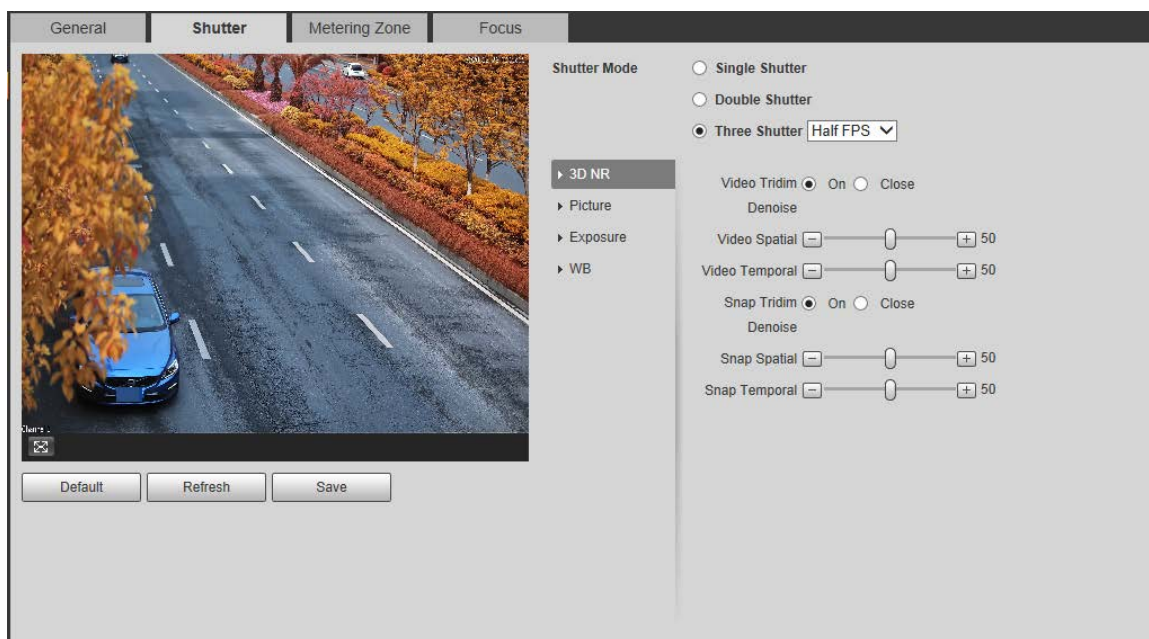 General Shutter Metering Zone Focus
Shutter Mode Single Shutter
Double Shutter
Three Shutter Half FPS
3D NR
Picture
Exposure
WB
Video Tridim Denoise On Close
Video Spatial 50
Video Temporal 50
Snap Tridim Denoise On Close
Snap Spatial 50
Snap Temporal 50
Default Refresh Save